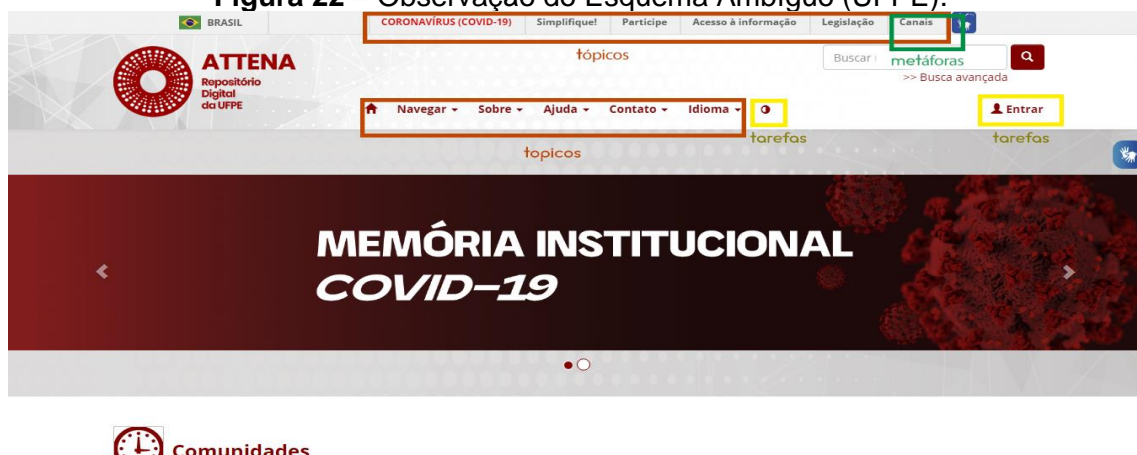 Figura 22 – Observação do Esquema Ambíguo (UFPE).
BRASIL CORONAVÍRUS (COVID-19) Simplifique! Participe Acesso à informação Legislação Canais
tópicos
ATTENA
Repositório
Digital
da UFPE
Buscar
metáforas
>> Busca avançada
Navegar Sobre Ajuda Contato Idioma Entrar
topicos
tarefas
tarefas
MEMÓRIA INSTITUCIONAL
COVID-19
Comunidades